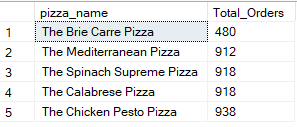 pizza_name Total_Orders
1 The Brie Carre Pizza 480
2 The Mediterranean Pizza 912
3 The Spinach Supreme Pizza 918
4 The Calabrese Pizza 918
5 The Chicken Pesto Pizza 938